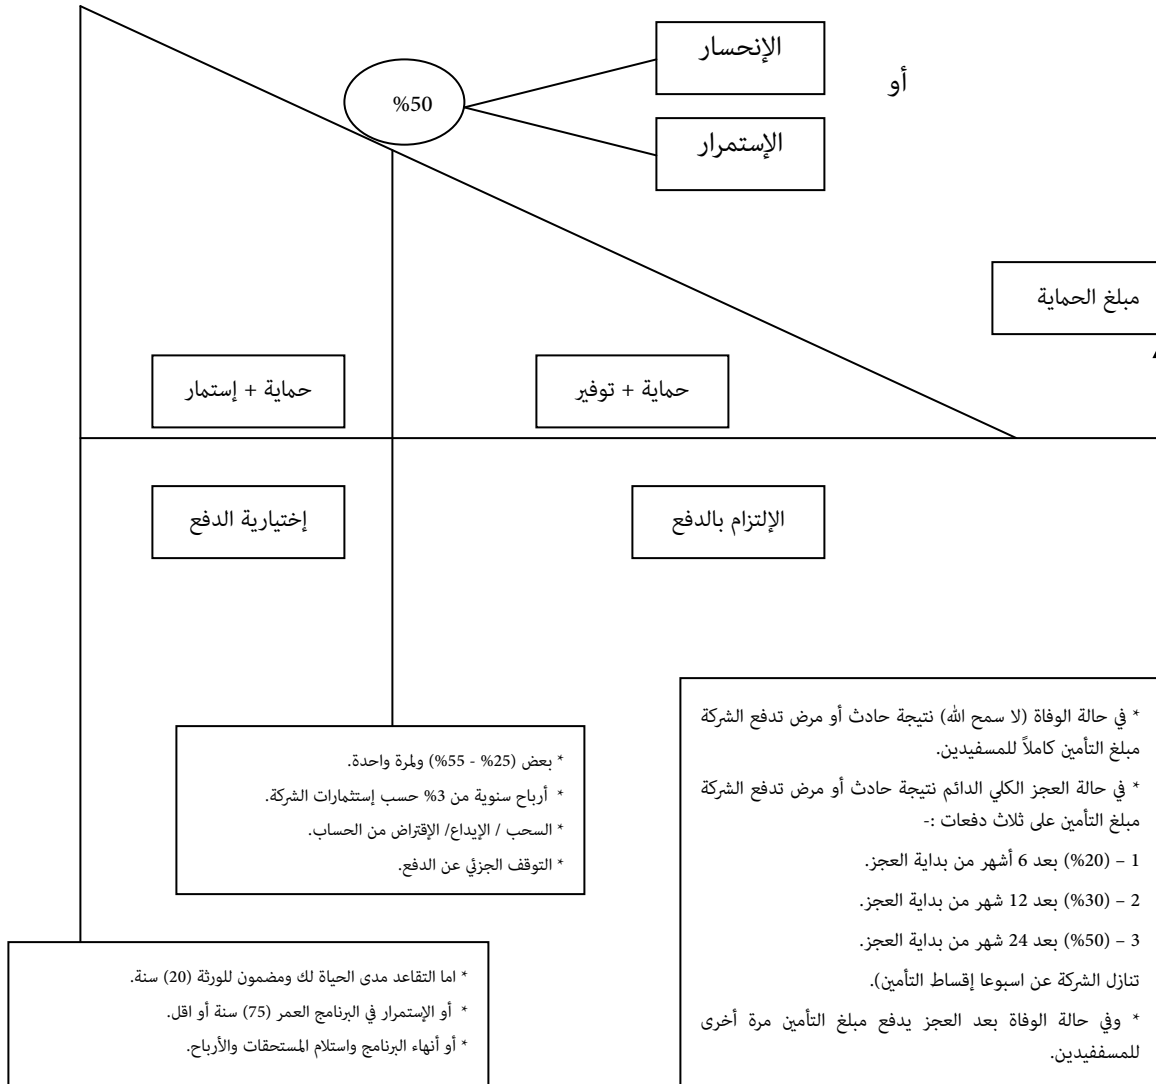 الإنحسار
أو
%50
الإستمرار
مبلغ الحماية
حماية + توفير
حماية + إستمار
الإلتزام بالدفع
إختيارية الدفع
* في حالة الوفاة (لا سمح الله) نتيجة حادث أو مرض تدفع الشركة
مبلغ التأمين كاملاً للمسفيدين.
* في حالة العجز الكلي الدائم نتيجة حادث أو مرض تدفع الشركة
مبلغ التأمين على ثلاث دفعات :-
1 – (20%) بعد 6 أشهر من بداية العجز.
2 – (30%) بعد 12 شهر من بداية العجز.
3 – (50%) بعد 24 شهر من بداية العجز.
تنازل الشركة عن اسبوعا إقساط التأمين).
* وفي حالة الوفاة بعد العجز يدفع مبلغ التأمين مرة أخرى
للمسففيدين.
* بعض (25% - 55%) ولمرة واحدة.
* أرباح سنوية من 3% حسب إستثمارات الشركة.
* السحب / الإيداع/ الإقتراض من الحساب.
* التوقف الجزئي عن الدفع.
* اما التقاعد مدى الحياة لك ومضمون للورثة (20) سنة.
* أو الإستمرار في البرنامج العمر (75) سنة أو اقل.
* أو أنهاء البرنامج واستلام المستحقات والأرباح.